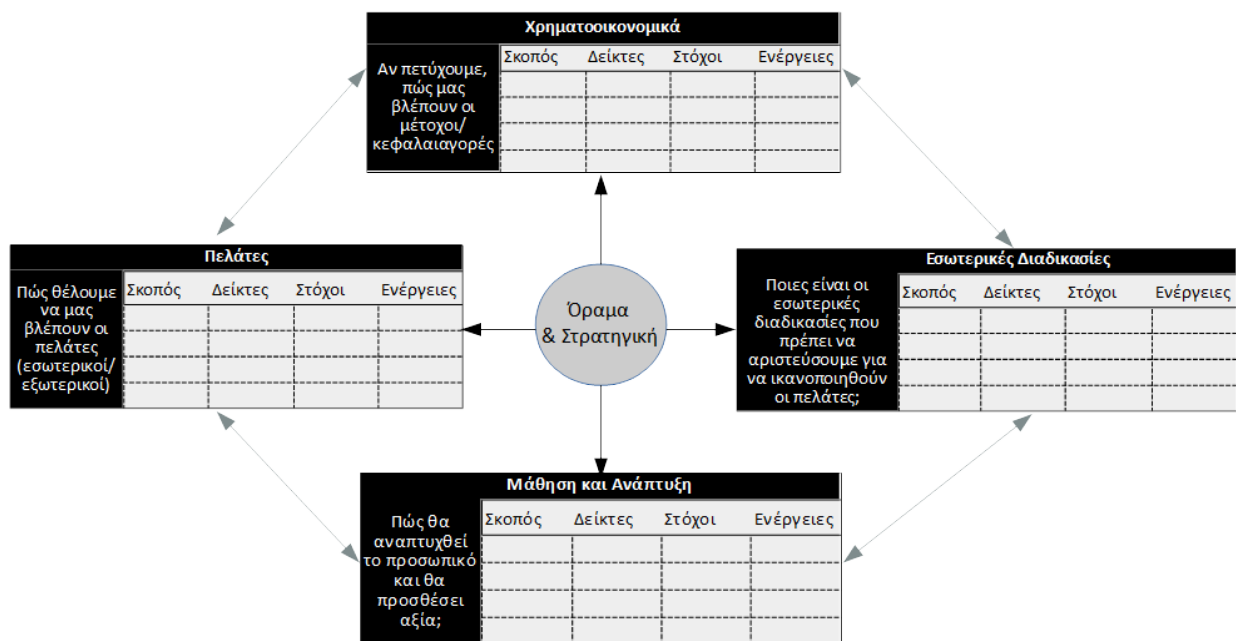 Χρηματοοικονομικά
Αν πετύχουμε,
πώς μας
βλέπουν οι
μέτοχοι/
κεφαλαιαγορές
Σκοπός Δείκτες Στόχοι Ενέργειες
Πελάτες
Πώς θέλουμε
να μας
βλέπουν οι
πελάτες
(εσωτερικοί/
εξωτερικοί)
Σκοπός Δείκτες Στόχοι Ενέργειες
Όραμα
& Στρατηγική
Εσωτερικές Διαδικασίες
Ποιες είναι οι
εσωτερικές
διαδικασίες που
πρέπει να
αριστεύσουμε για
να ικανοποιηθούν
οι πελάτες;
Σκοπός Δείκτες Στόχοι Ενέργειες
Μάθηση και Ανάπτυξη
Πώς θα
αναπτυχθεί
το προσωπικό
και θα
προσθέσει
αξία;
Σκοπός Δείκτες Στόχοι Ενέργειες